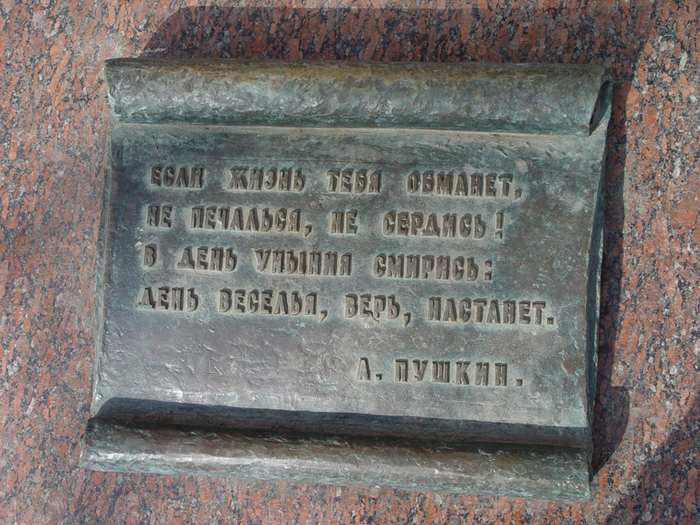 ЕСЛИ ЖИЗНЬ ТЕБЯ ОБМАНЕТ,
НЕ ПЕЧАЛЬСЯ, НЕ СЕРДИСЬ!
В ДЕНЬ УНЫНИЯ СМИРИСЬ:
ДЕНЬ ВЕСЕЛЬЯ, ВЕРЬ, НАСТАНЕТ.
А. ПУШКИН.